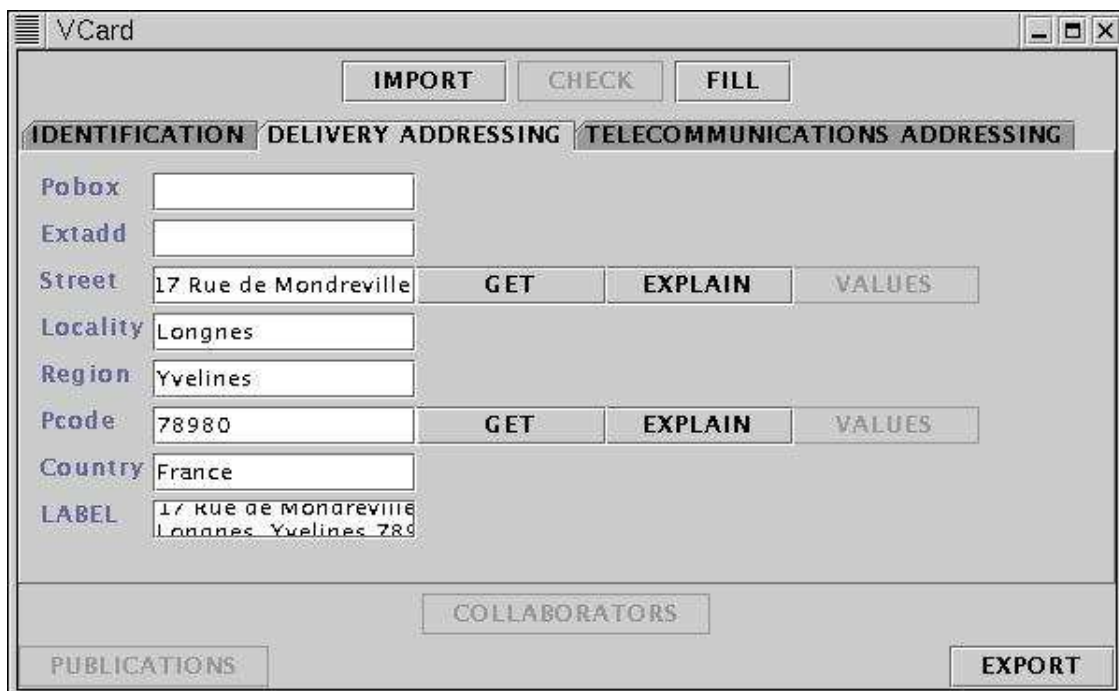 VCard
IMPORT CHECK FILL
IDENTIFICATION DELIVERY ADDRESSING TELECOMMUNICATIONS ADDRESSING
Pobox
Extadd
Street 17 Rue de Mondreville GET EXPLAIN VALUES
Locality Longnes
Region Yvelines
Pcode 78980 GET EXPLAIN VALUES
Country France
LABEL 17 Rue de Mondreville
Longnes, Yvelines 789
COLLABORATORS
PUBLICATIONS EXPORT